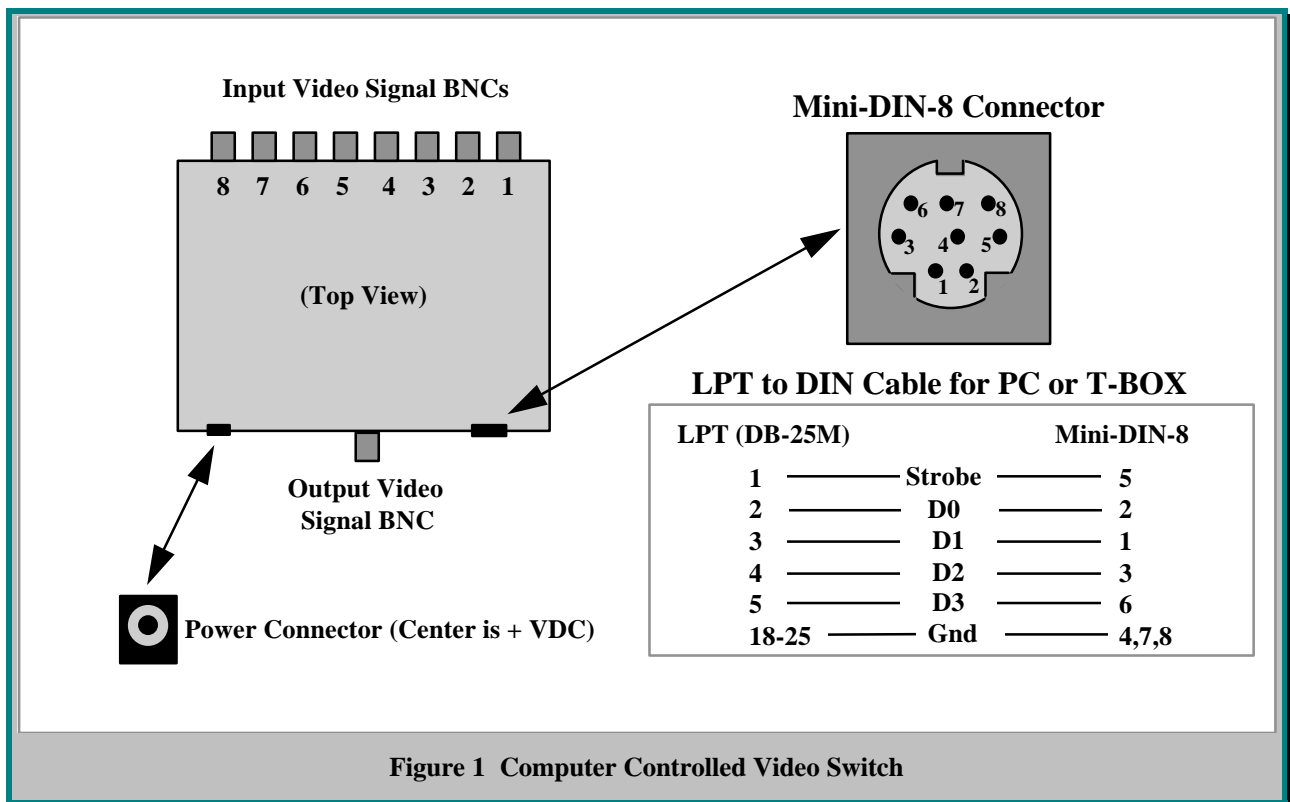 Input Video Signal BNCs
8 7 6 5 4 3 2 1
(Top View)
Output Video
Signal BNC
Power Connector (Center is + VDC)
Mini-DIN-8 Connector
6 7 8
3 4 5
1 2
LPT to DIN Cable for PC or T-BOX
LPT (DB-25M) Mini-DIN-8
1 Strobe 5
2 D0 2
3 D1 1
4 D2 3
5 D3 6
18-25 Gnd 4,7,8
Figure 1 Computer Controlled Video Switch